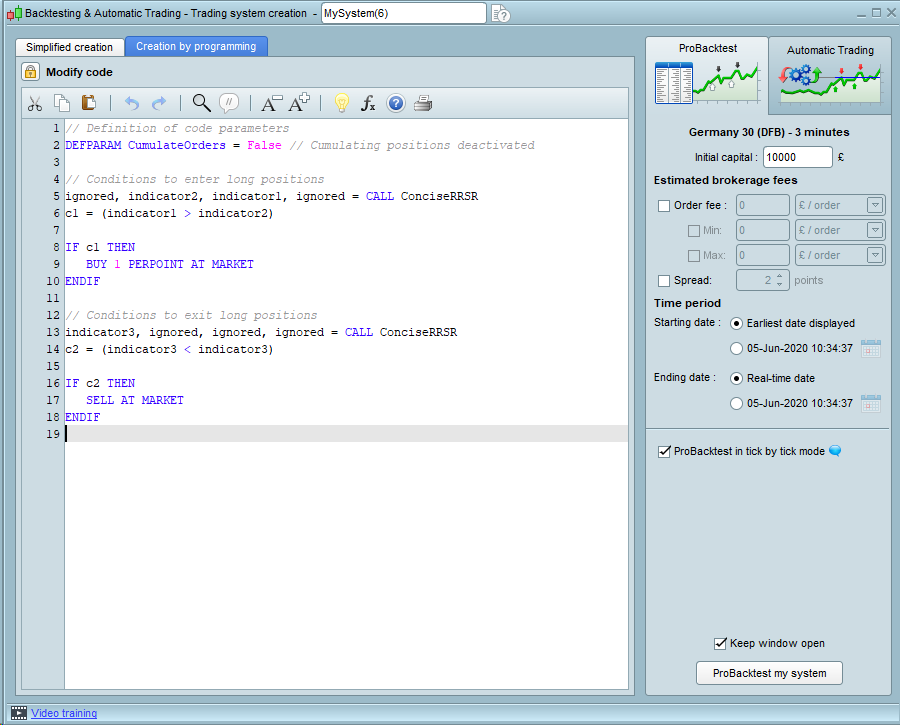 Backtesting & Automatic Trading - Trading system creation - MySystem(6)
Simplified creation
Creation by programming
Modify code
1 // Definition of code parameters
2 DEFPARAM CumulateOrders = False // Cumulating positions deactivated
3
4 // Conditions to enter long positions
5 ignored, indicator2, indicator1, ignored = CALL ConciseRRSR
6 c1 = (indicator1 > indicator2)
7
8 IF c1 THEN
9 BUY 1 PERPOINT AT MARKET
10 ENDIF
11
12 // Conditions to exit long positions
13 indicator3, ignored, ignored, ignored = CALL ConciseRRSR
14 c2 = (indicator3 < indicator3)
15
16 IF c2 THEN
17 SELL AT MARKET
18 ENDIF
19
ProBacktest
Automatic Trading
Germany 30 (DFB) - 3 minutes
Initial capital : 10000 £
Estimated brokerage fees
Order fee : 0 £ / order
Min: 0 £ / order
Max: 0 £ / order
Spread: 2 points
Time period
Starting date : Earliest date displayed
05-Jun-2020 10:34:37
Ending date : Real-time date
05-Jun-2020 10:34:37
ProBacktest in tick by tick mode
Keep window open
ProBacktest my system
Video training